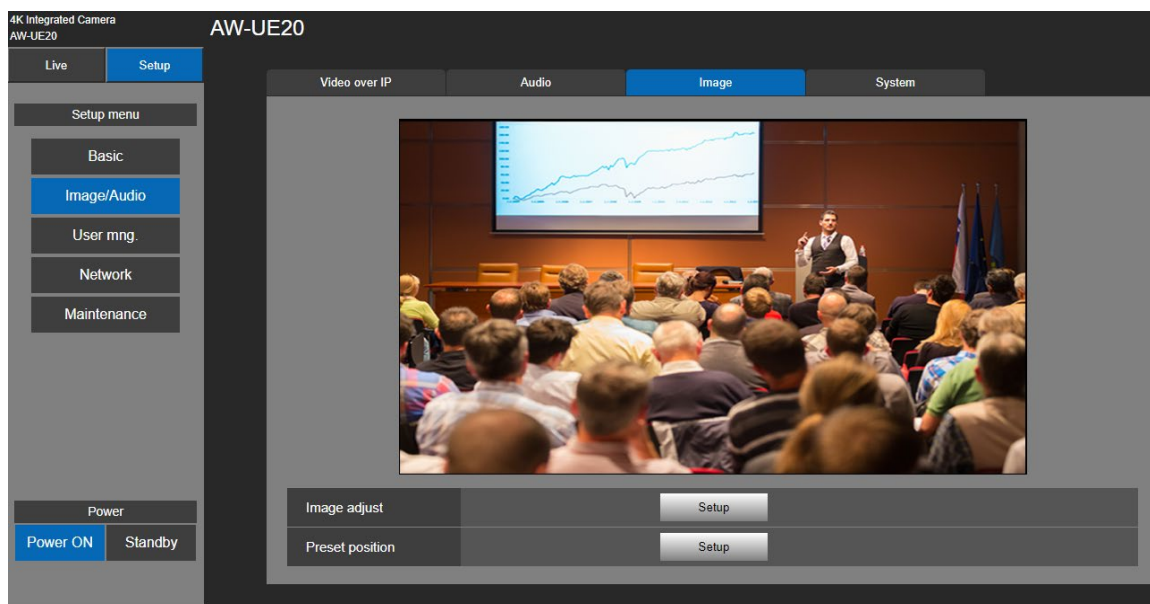 4K Integrated Camera
AW-UE20
AW-UE20
Live Setup
Video over IP Audio Image System
Setup menu
Basic
Image/Audio
User mng.
Network
Maintenance
Image adjust Setup
Preset position Setup
Power
Power ON Standby